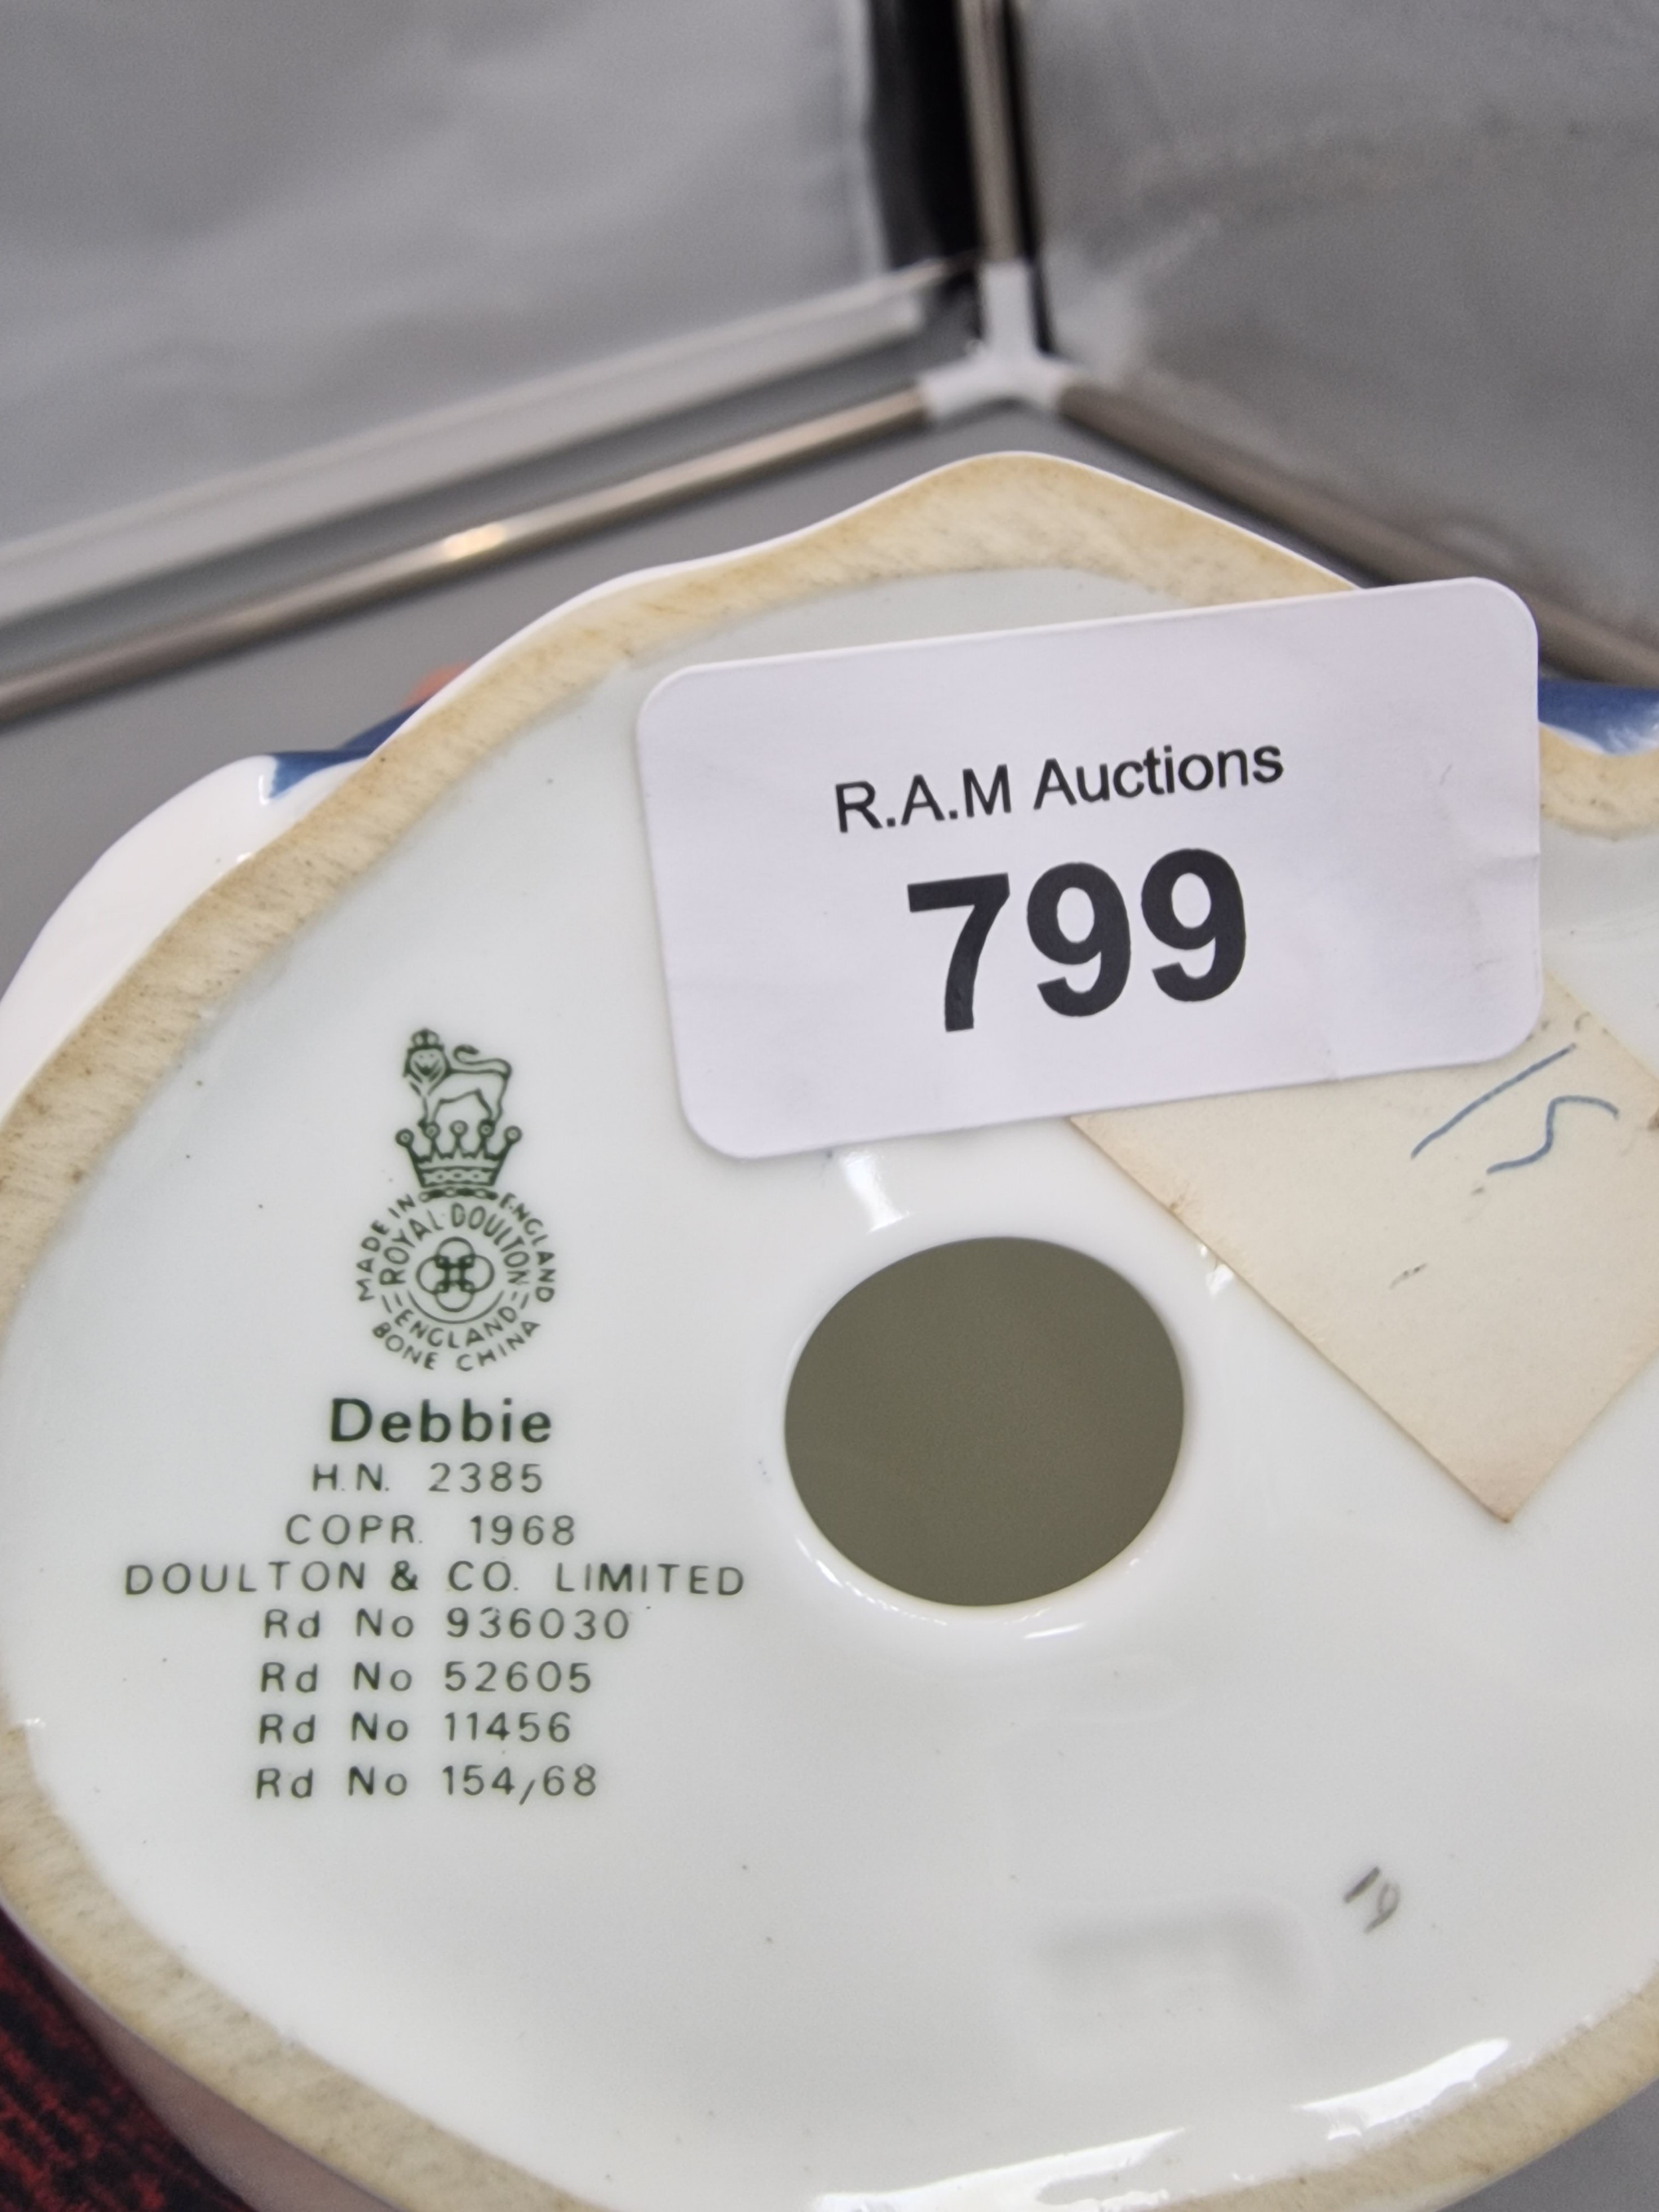 R.A.M Auctions
799
15
MADE IN ENGLAND
ROYAL DOULTON
ENGLAND
BONE CHINA
Debbie
H.N. 2385
COPR. 1968
DOULTON & CO. LIMITED
Rd No 936030
Rd No 52605
Rd No 11456
Rd No 154/68